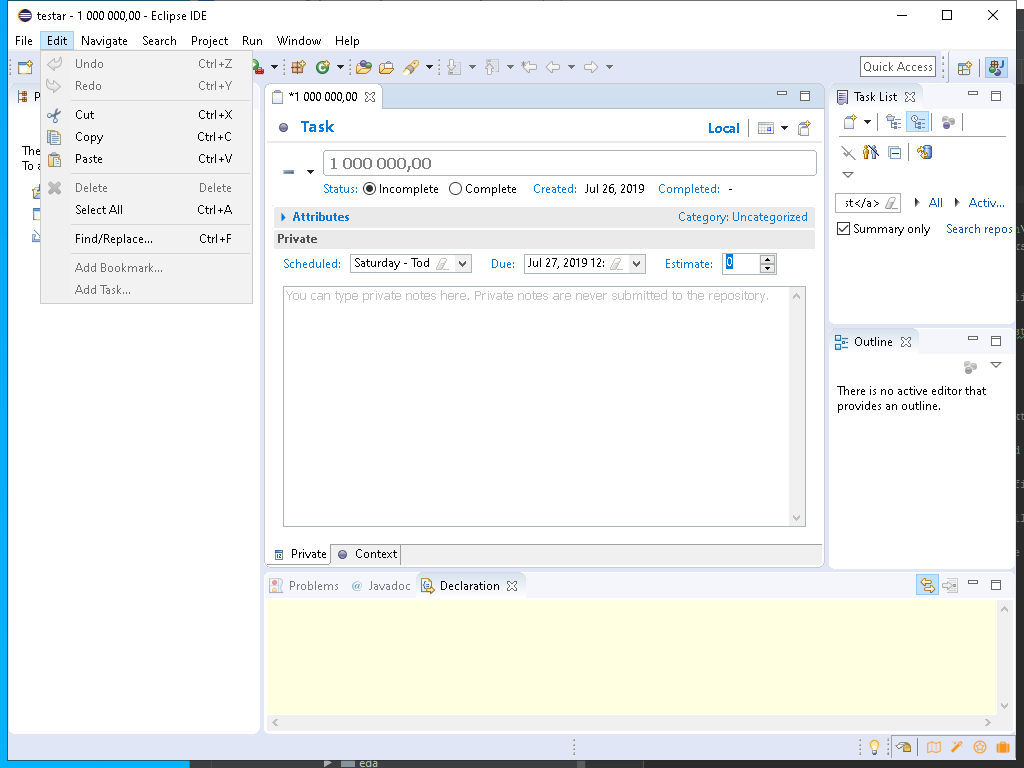 testar - 1 000 000,00 - Eclipse IDE
File Edit Navigate Search Project Run Window Help
Undo Ctrl+Z
Redo Ctrl+Y
Cut Ctrl+X
Copy Ctrl+C
Paste Ctrl+V
Delete Delete
Select All Ctrl+A
Find/Replace... Ctrl+F
Add Bookmark...
Add Task...
Quick Access
*1 000 000,00
Task
Local
1 000 000,00
Status: Incomplete Complete Created: Jul 26, 2019 Completed: -
Attributes Category: Uncategorized
Private
Scheduled: Saturday - Tod Due: Jul 27, 2019 12: Estimate: 0
You can type private notes here. Private notes are never submitted to the repository.
Private Context
Task List
st</a> All Activ...
Summary only Search repos
Outline
There is no active editor that
provides an outline.
Problems @ Javadoc Declaration
eda